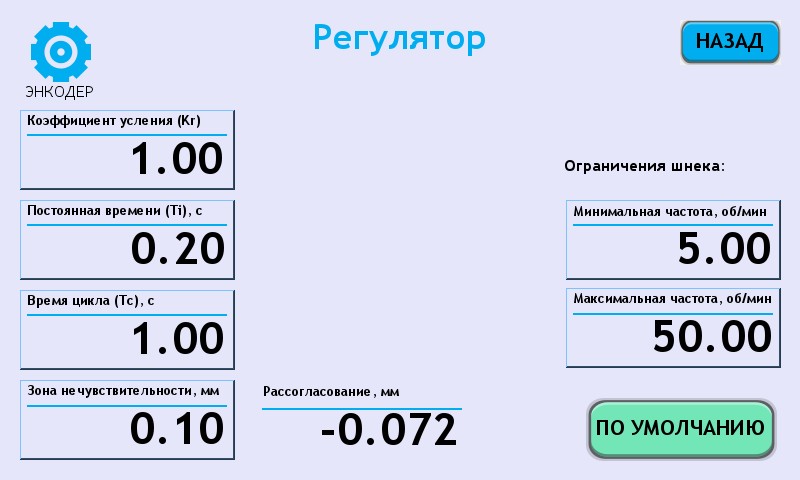 Регулятор
НАЗАД
ЭНКОДЕР
Коэффициент усления (Kr)
1.00
Постоянная времени (Ti), с
0.20
Время цикла (Tc), с
1.00
Зона нечувствительности, мм
0.10
Рассогласование, мм
-0.072
Ограничения шнека:
Минимальная частота, об/мин
5.00
Максимальная частота, об/мин
50.00
ПО УМОЛЧАНИЮ